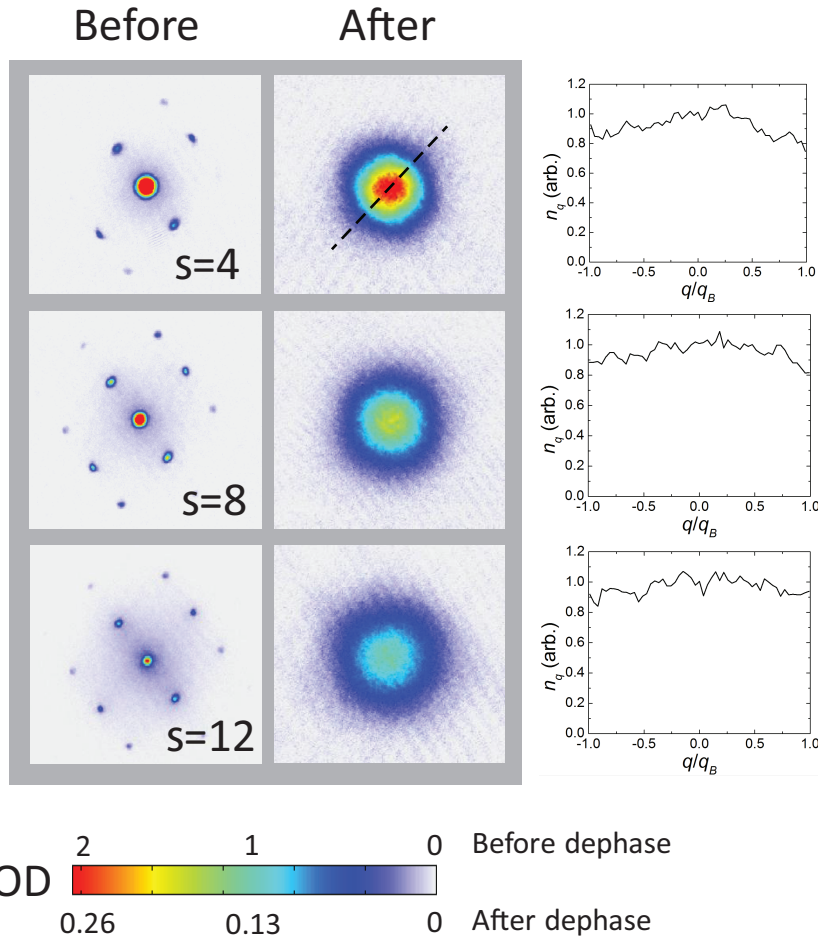 Before After
s=4
s=8
s=12
1.2
1.0
0.8
0.6
0.4
0.2
0.0
n_q (arb.)
-1.0 -0.5 0.0 0.5 1.0
q/q_B
1.2
1.0
0.8
0.6
0.4
0.2
0.0
n_q (arb.)
-1.0 -0.5 0.0 0.5 1.0
q/q_B
1.2
1.0
0.8
0.6
0.4
0.2
0.0
n_q (arb.)
-1.0 -0.5 0.0 0.5 1.0
q/q_B
2 1 0 Before dephase
OD
0.26 0.13 0 After dephase